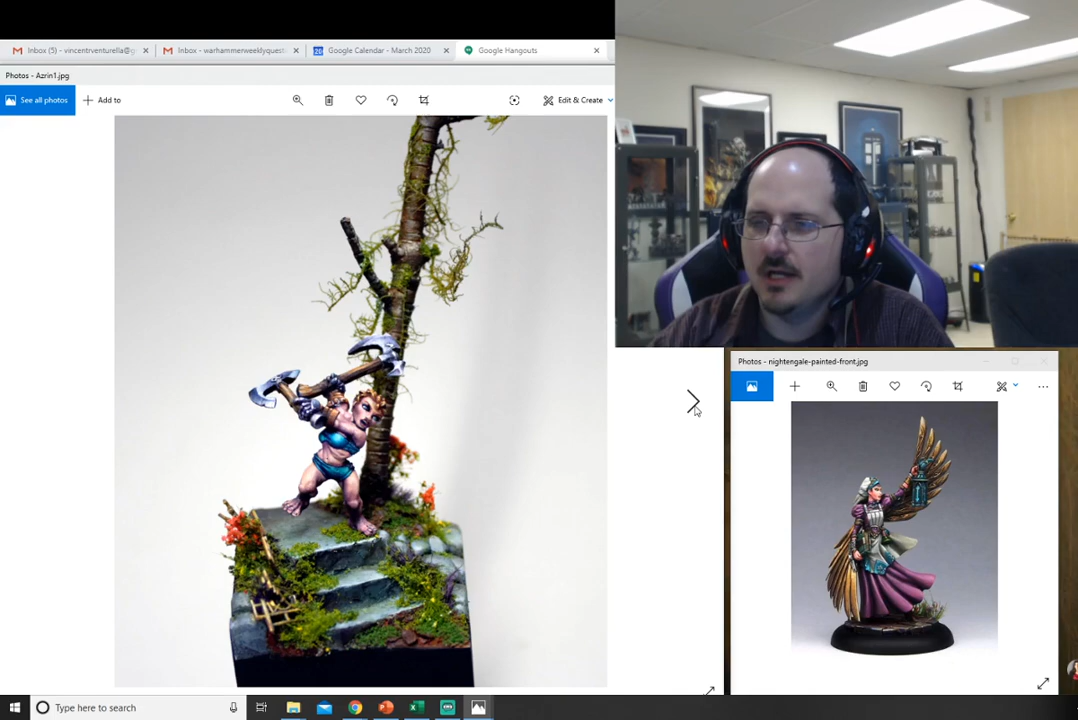 Inbox (5) - vincentrventurella@g
Inbox - warhammerweeklyquest
Google Calendar - March 2020
Google Hangouts
Photos - Azrin1.jpg
See all photos
Add to
Edit & Create
Photos - nightengale-painted-front.jpg
Type here to search